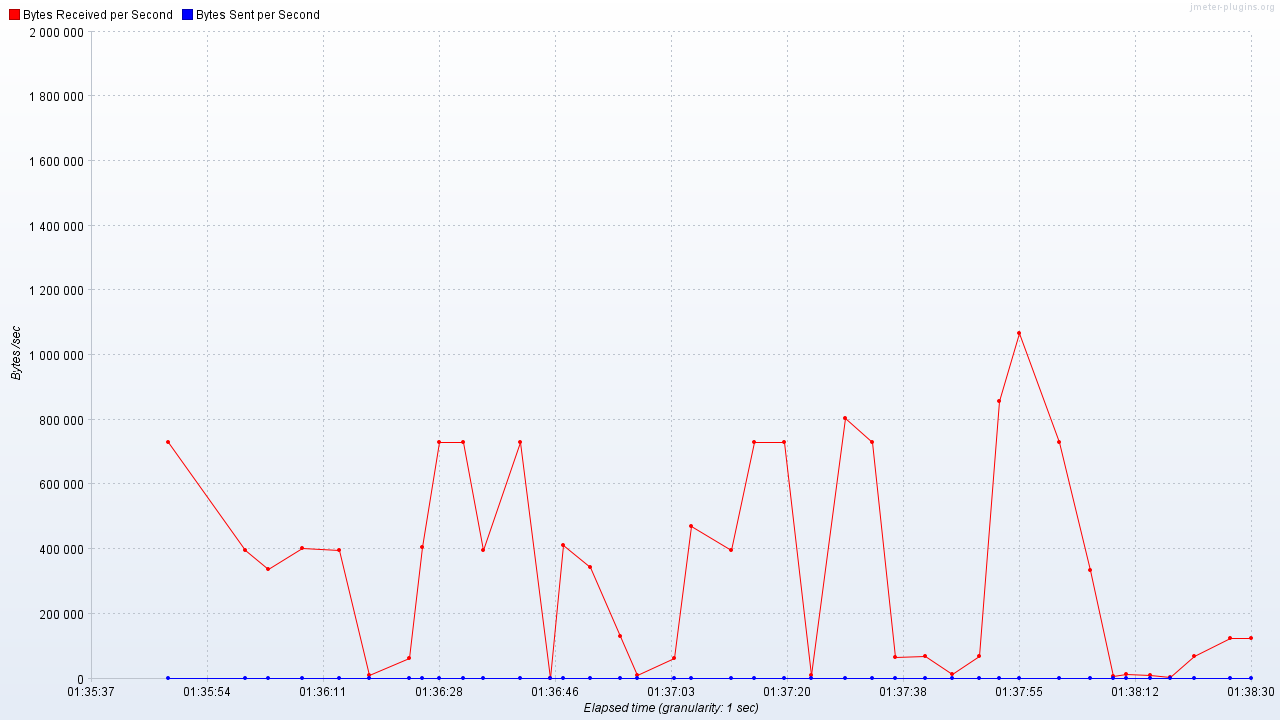 jmeter-plugins.org
Bytes Received per Second Bytes Sent per Second
2 000 000
1 800 000
1 600 000
1 400 000
1 200 000
1 000 000
800 000
600 000
400 000
200 000
0
Bytes /sec
01:35:37 01:35:54 01:36:11 01:36:28 01:36:46 01:37:03 01:37:20 01:37:38 01:37:55 01:38:12 01:38:30
Elapsed time (granularity: 1 sec)